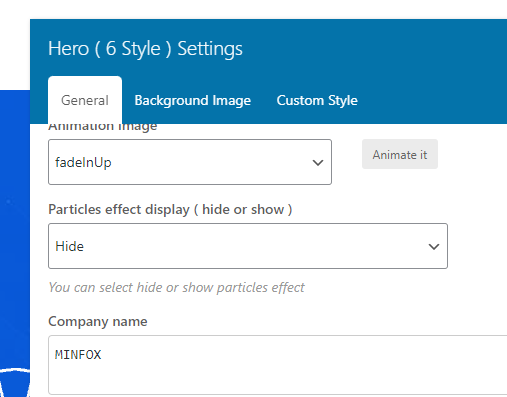 Hero ( 6 Style ) Settings
General Background Image Custom Style
Animation Image
fadeInUp Animate it
Particles effect display ( hide or show )
Hide
You can select hide or show particles effect
Company name
MINFOX